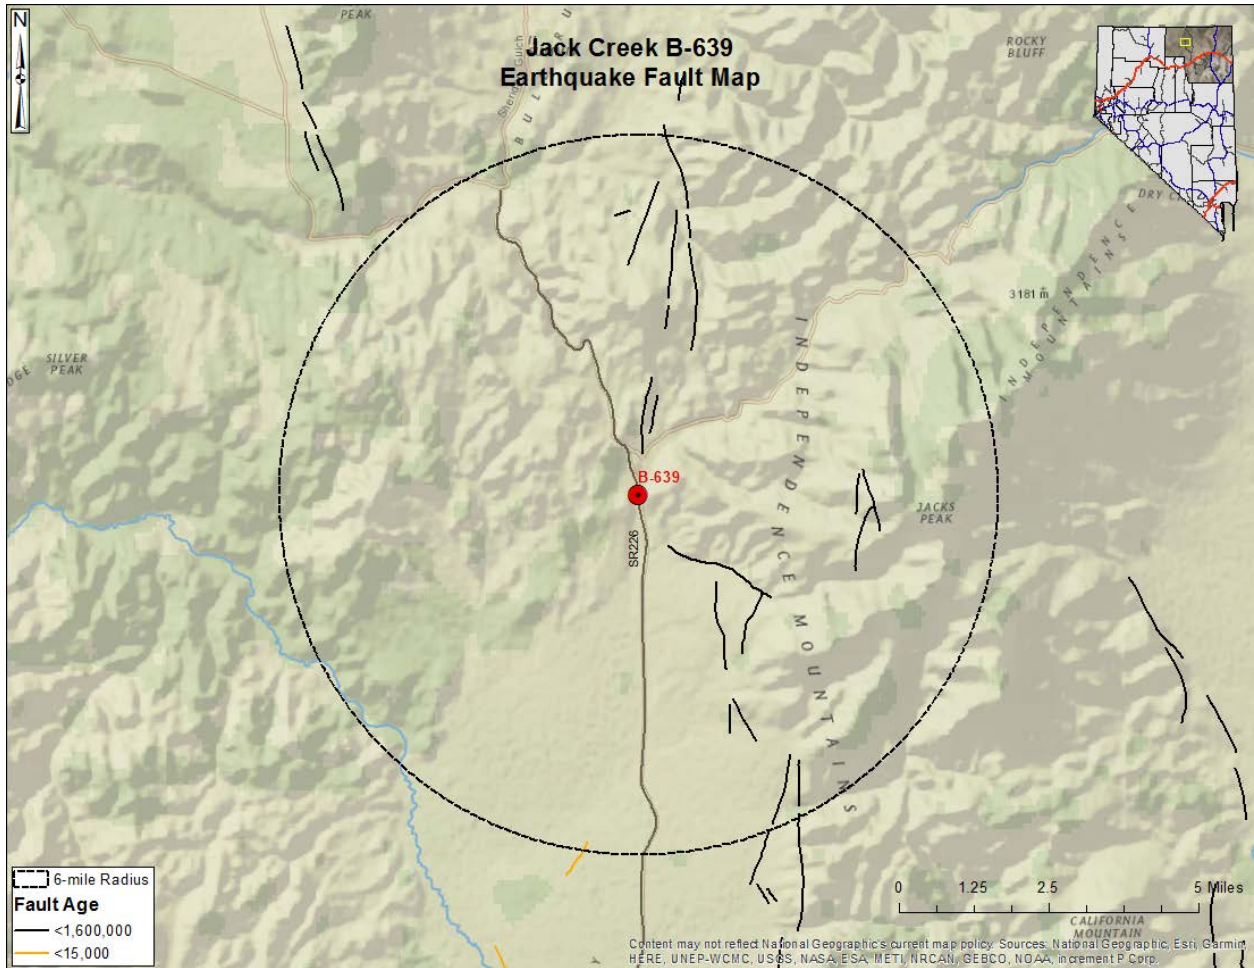 N
PEAK
Jack Creek B-639
Earthquake Fault Map
ROCKY
BLUFF
BULL RU
DRY C
INDEPENDENCE
MOUNTAINS
3181 m
SILVER
PEAK
DGE
INDEPENDENCE MOUNTAINS
B-639
JACKS
PEAK
SR226
6-mile Radius
Fault Age
<1,600,000
<15,000
0 1.25 2.5 5 Miles
CALIFORNIA
MOUNTAIN
Y
Content may not reflect National Geographic's current map policy. Sources: National Geographic, Esri, Garmin,
HERE, UNEP-WCMC, USGS, NASA, ESA, METI, NRCAN, GEBCO, NOAA, increment P Corp.